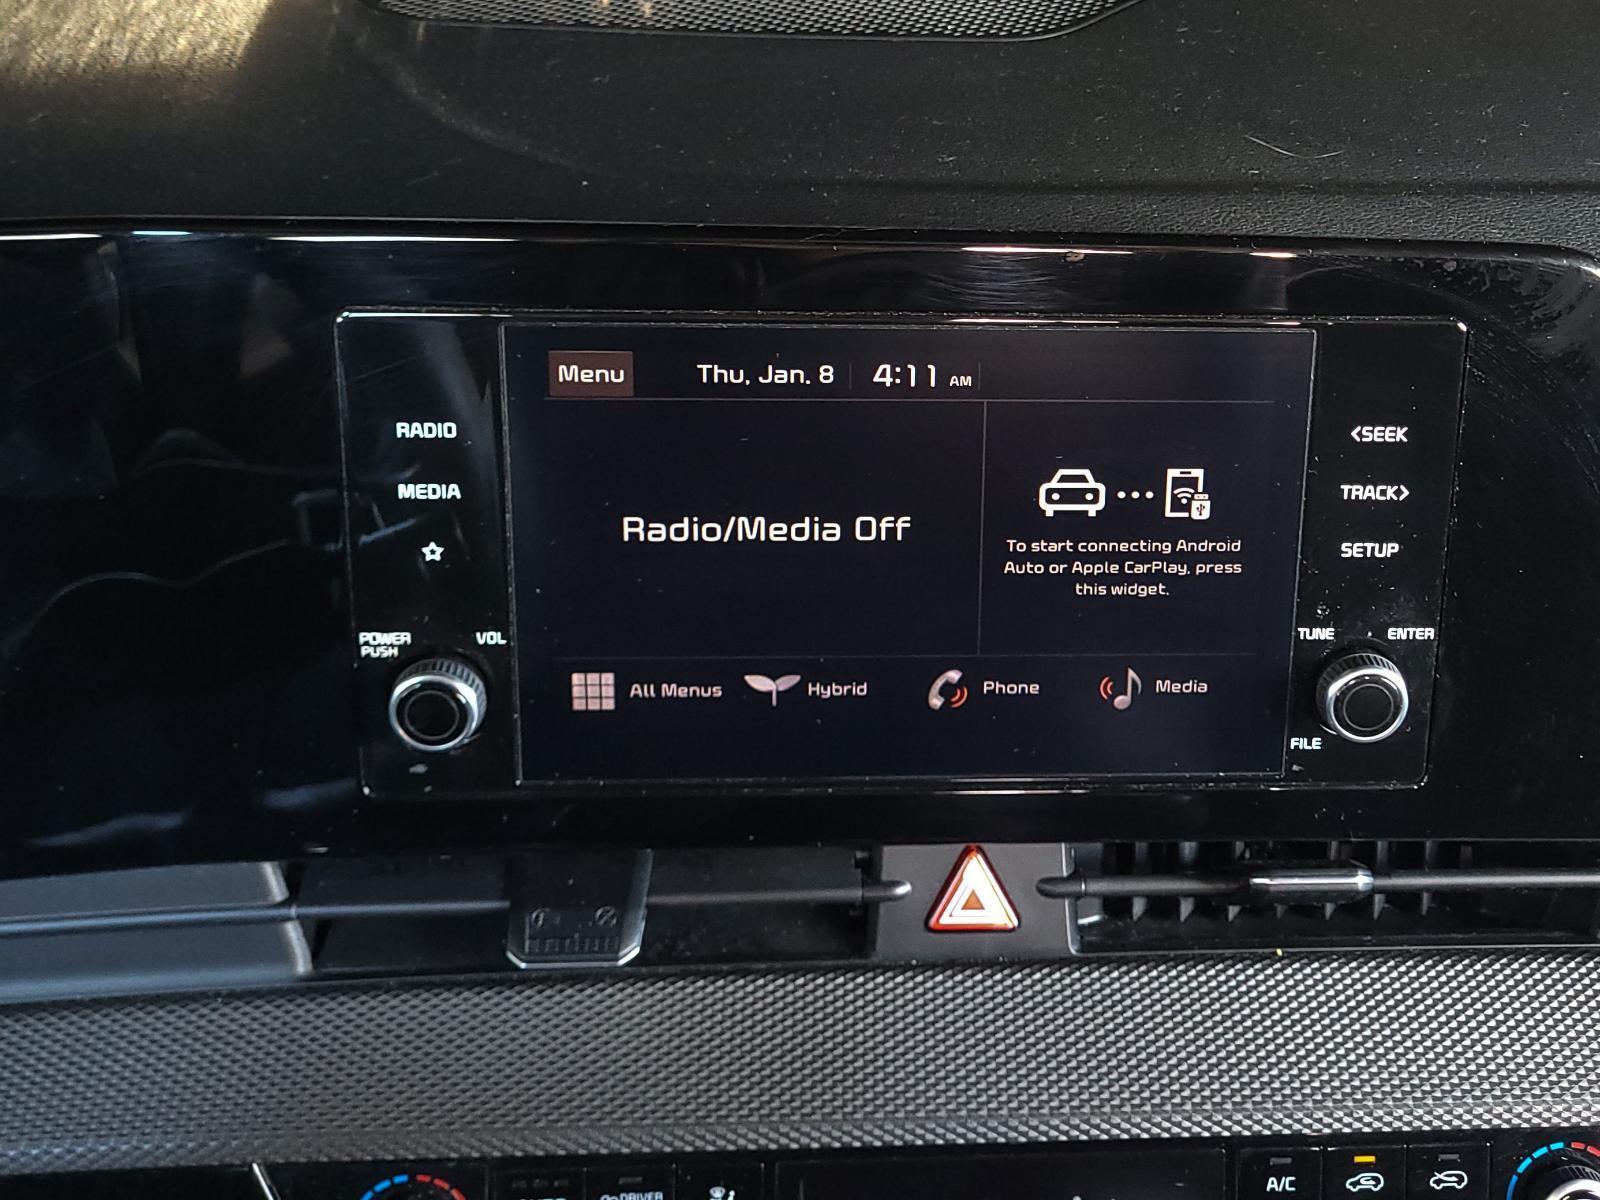 Menu
Thu, Jan. 8
4:11 AM
RADIO
MEDIA
POWER
PUSH
VOL
Radio/Media Off
To start connecting Android
Auto or Apple CarPlay, press
this widget.
All Menus
Hybrid
Phone
Media
<SEEK
TRACK>
SETUP
TUNE
ENTER
FILE
DRIVER
A/C